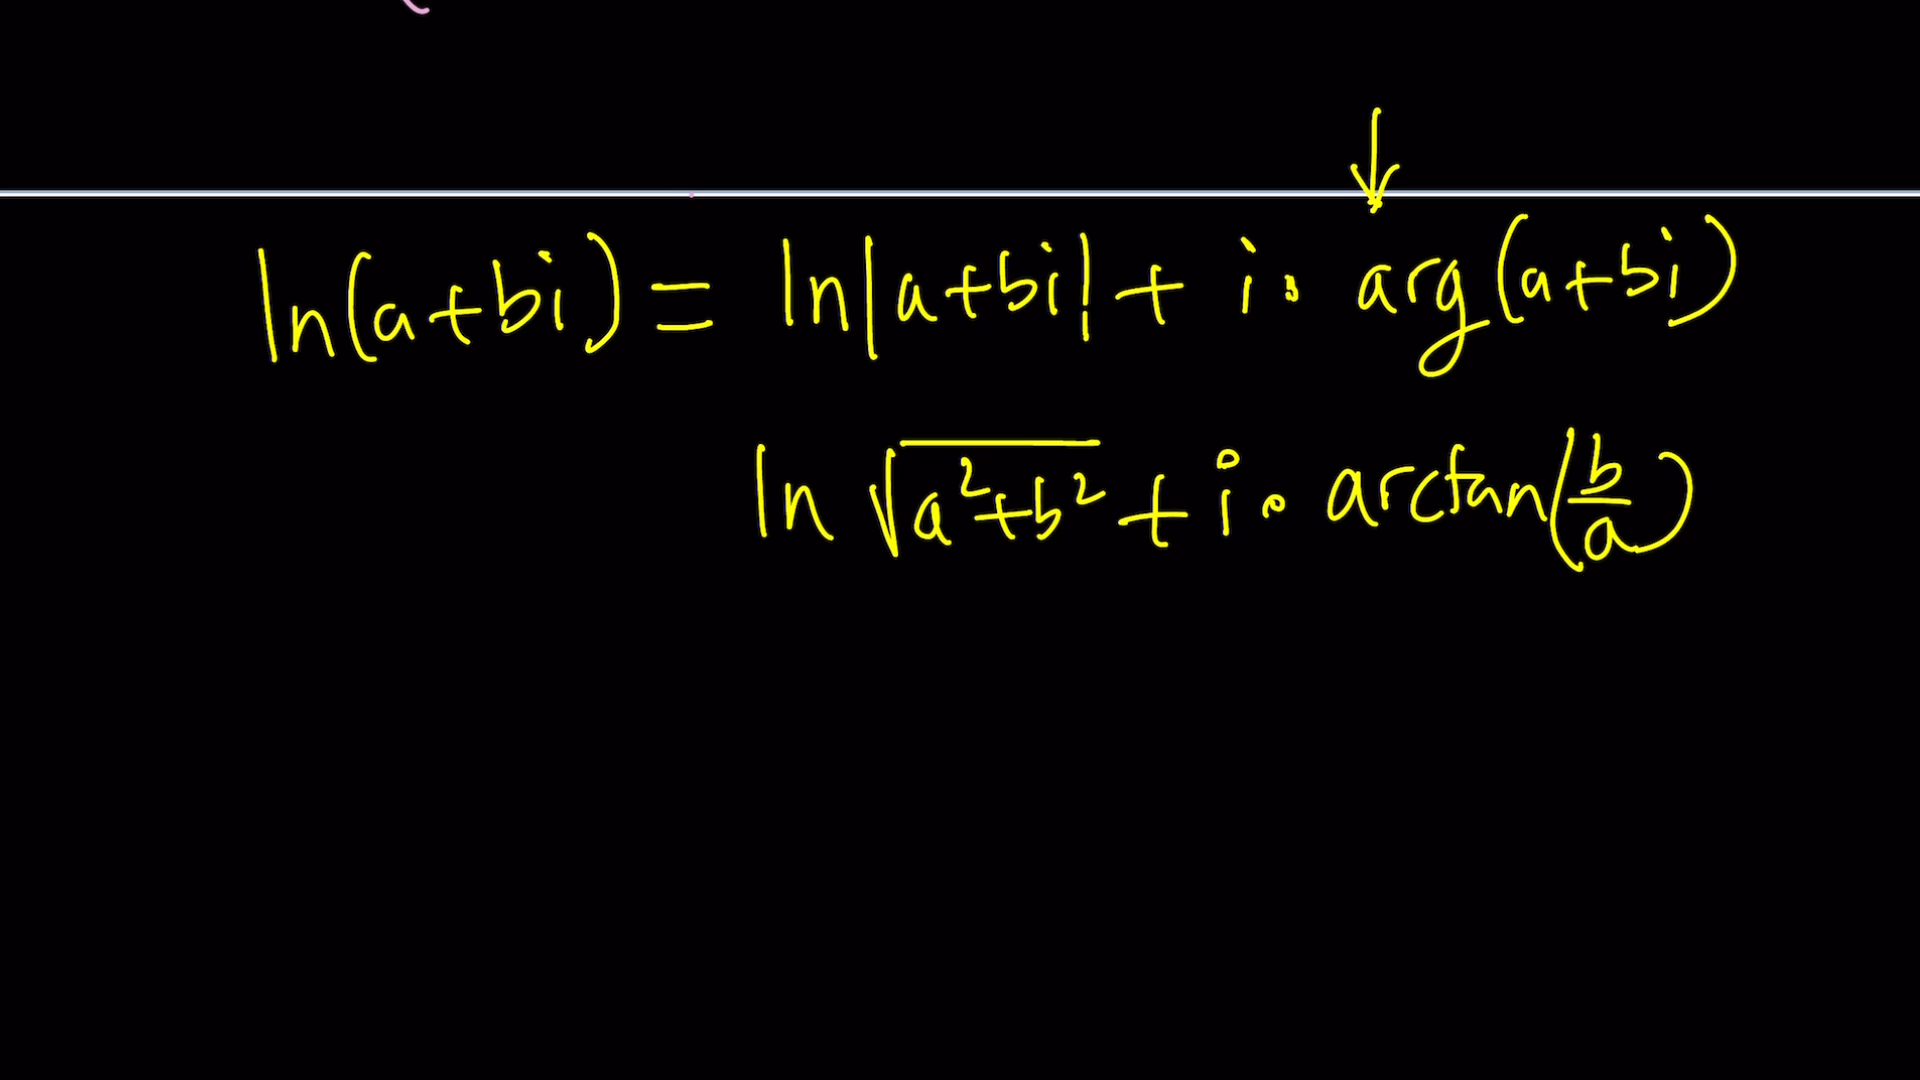 ln(a+bi) = ln|a+bi| + i · arg(a+bi)
ln √(a²+b²) + i · arctan(b/a)